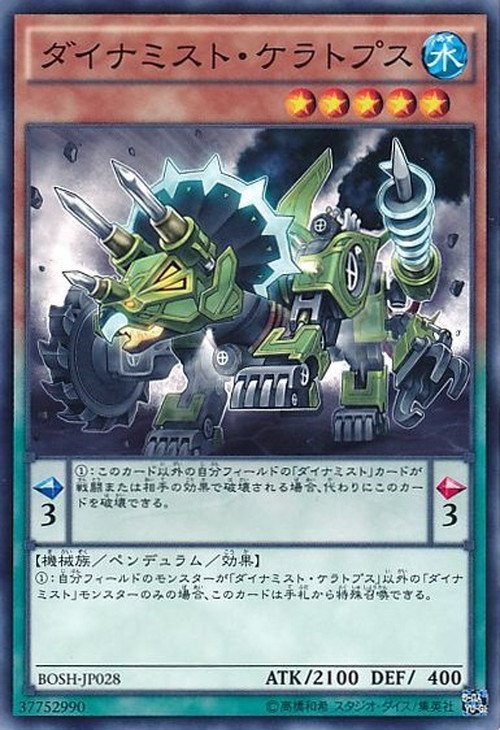 ダイナミスト・ケラトプス
水
①:このカード以外の自分フィールドの「ダイナミスト」カードが
戦闘または相手の効果で破壊される場合、代わりにこのカー
ドを破壊できる。
3
3
【機械族/ペンデュラム/効果】
①:自分フィールドのモンスターが「ダイナミスト・ケラトプス」以外の「ダイナ
ミスト」モンスターのみの場合、このカードは手札から特殊召喚できる。
BOSH-JP028
ATK/2100 DEF/ 400
37752990
©高橋和希 スタジオ・ダイス/集英社